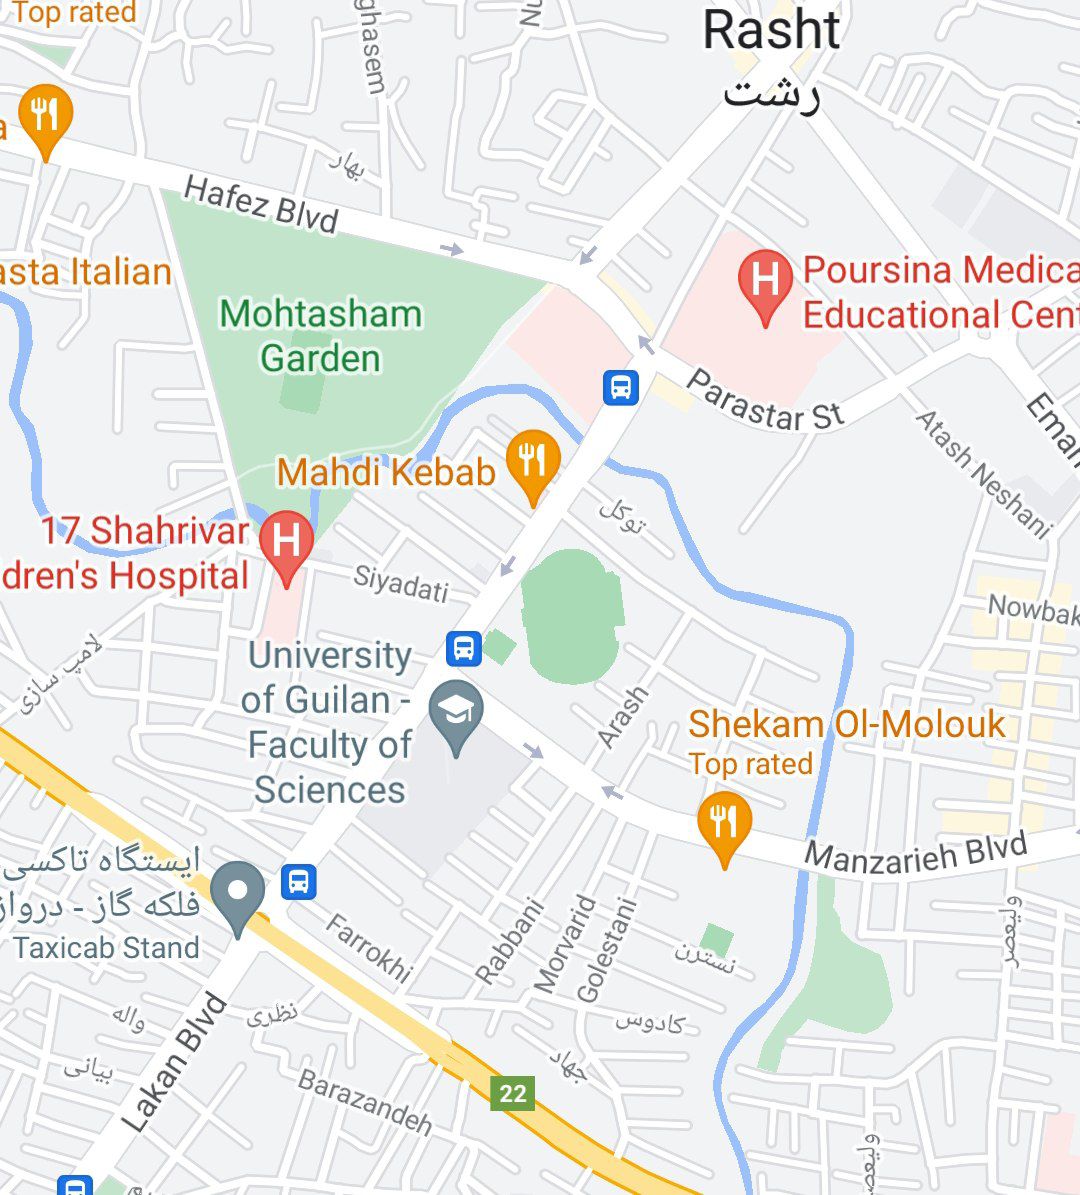 Top rated
ghasem
Nu
Rasht
رشت
a
بهار
Hafez Blvd
asta Italian
Poursina Medica
Educational Cent
Mohtasham
Garden
Parastar St
Eman
Atash Neshani
Mahdi Kebab
توکل
17 Shahrivar
dren's Hospital
Siyadati
Nowbak
لامپ سازی
University
of Guilan -
Faculty of
Sciences
Arash
Shekam Ol-Molouk
Top rated
Manzarieh Blvd
ایستگاه تاکسی
فلکه گاز - درواز
Taxicab Stand
Farrokhi
Rabbani
Morvarid
Golestani
نسترن
ولیعصر
واله
نظری
کادوس
Lakan Blvd
بیانی
جهاد
Barazandeh
22
ولیعص